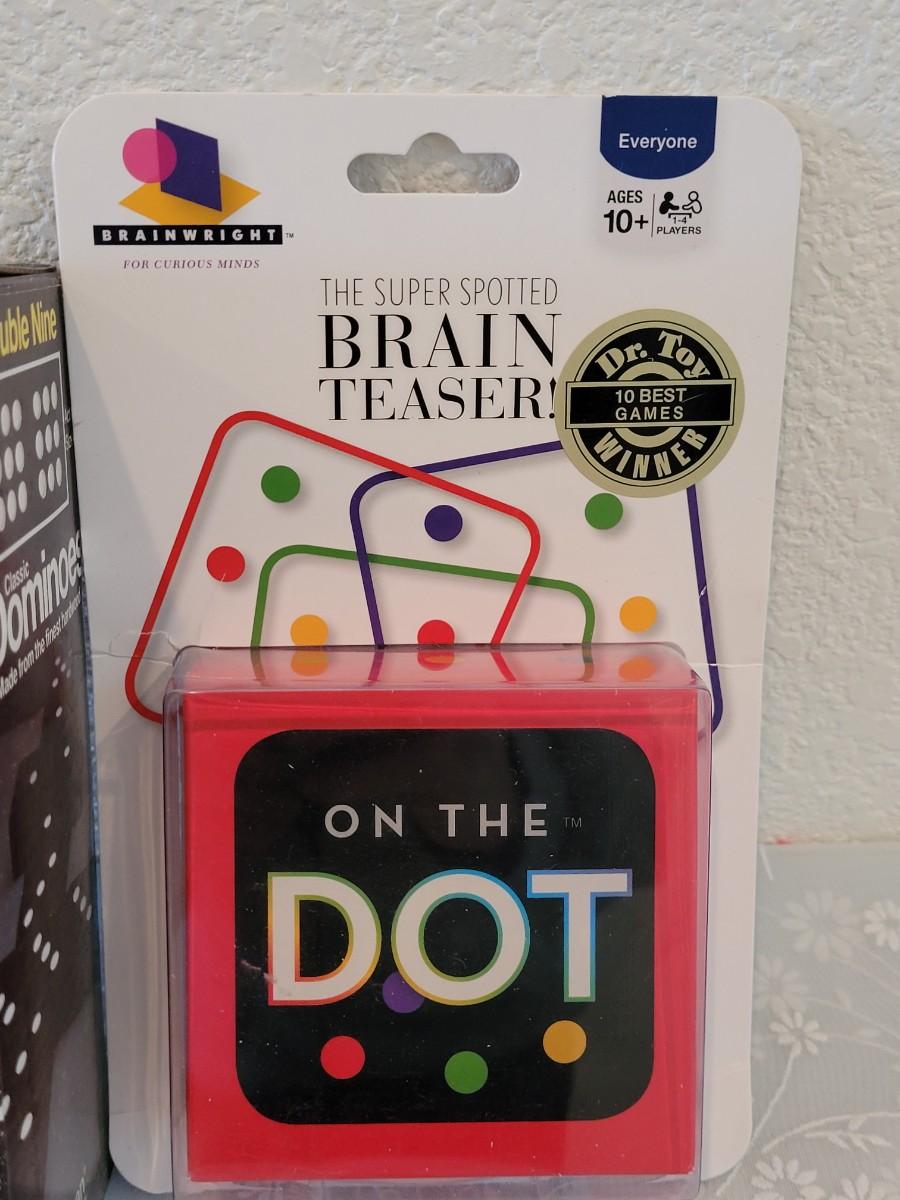 BRAINWRIGHT™
FOR CURIOUS MINDS
Everyone
AGES
10+
1-4
PLAYERS
THE SUPER SPOTTED
BRAIN
TEASER!
Dr. Toy
10 BEST
GAMES
WINNER
ON THE™
DOT
uble Nine
Classic
Dominoes
Made from the finest